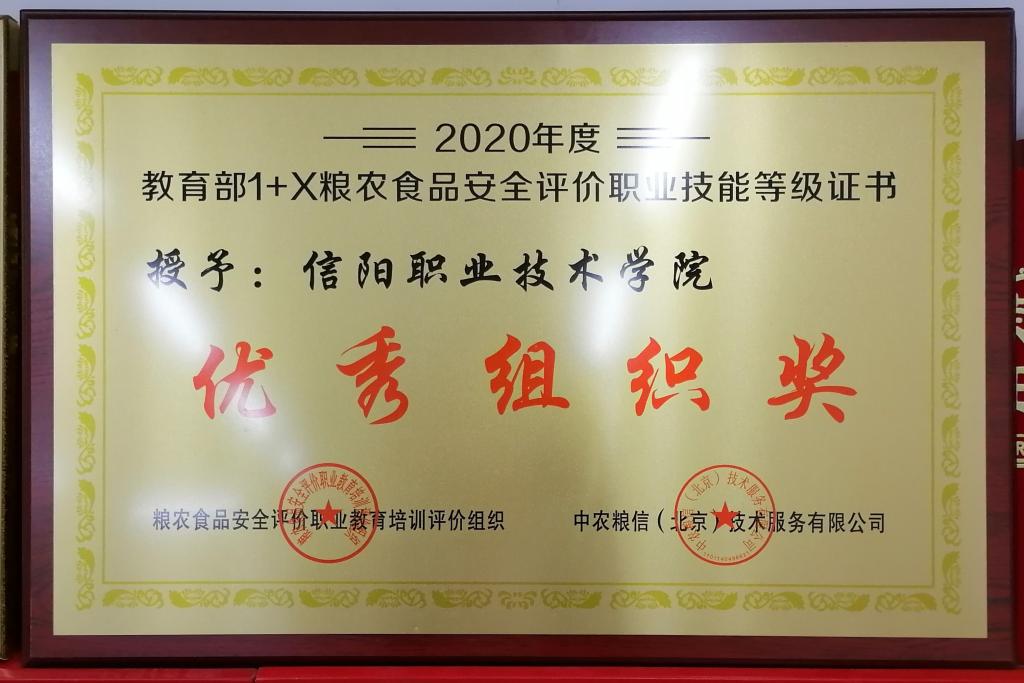 2020年度
教育部1+X粮农食品安全评价职业技能等级证书
授予：信阳职业技术学院
优秀组织奖
粮农食品安全评价职业教育培训评价组织
中农粮信（北京）技术服务有限公司